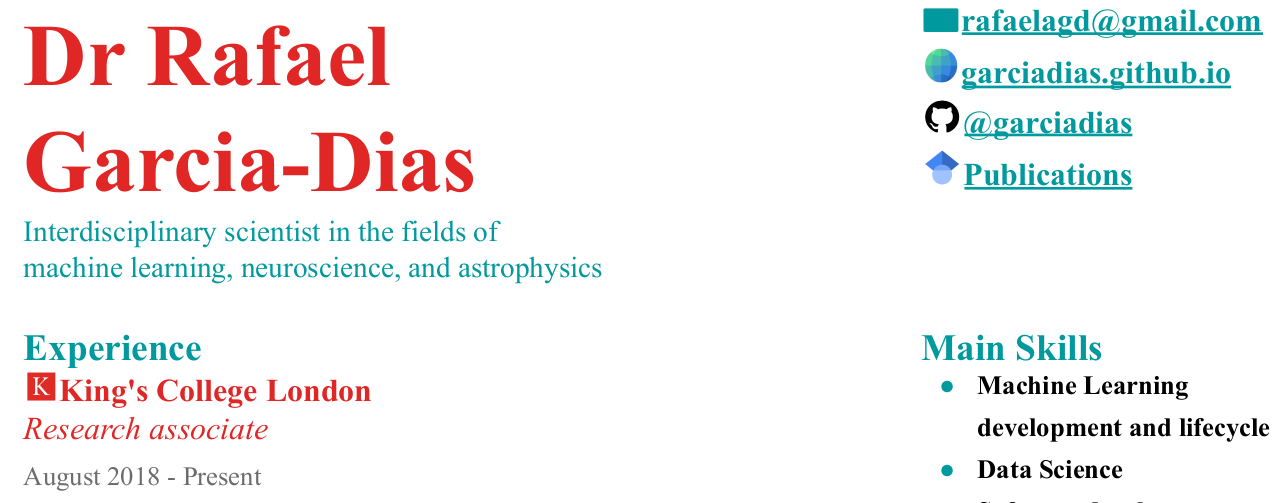 Dr Rafael
Garcia-Dias
Interdisciplinary scientist in the fields of
machine learning, neuroscience, and astrophysics
rafaelagd@gmail.com
garciadias.github.io
@garciadias
Publications
Experience
K King's College London
Research associate
August 2018 - Present
Main Skills
● Machine Learning
development and lifecycle
● Data Science